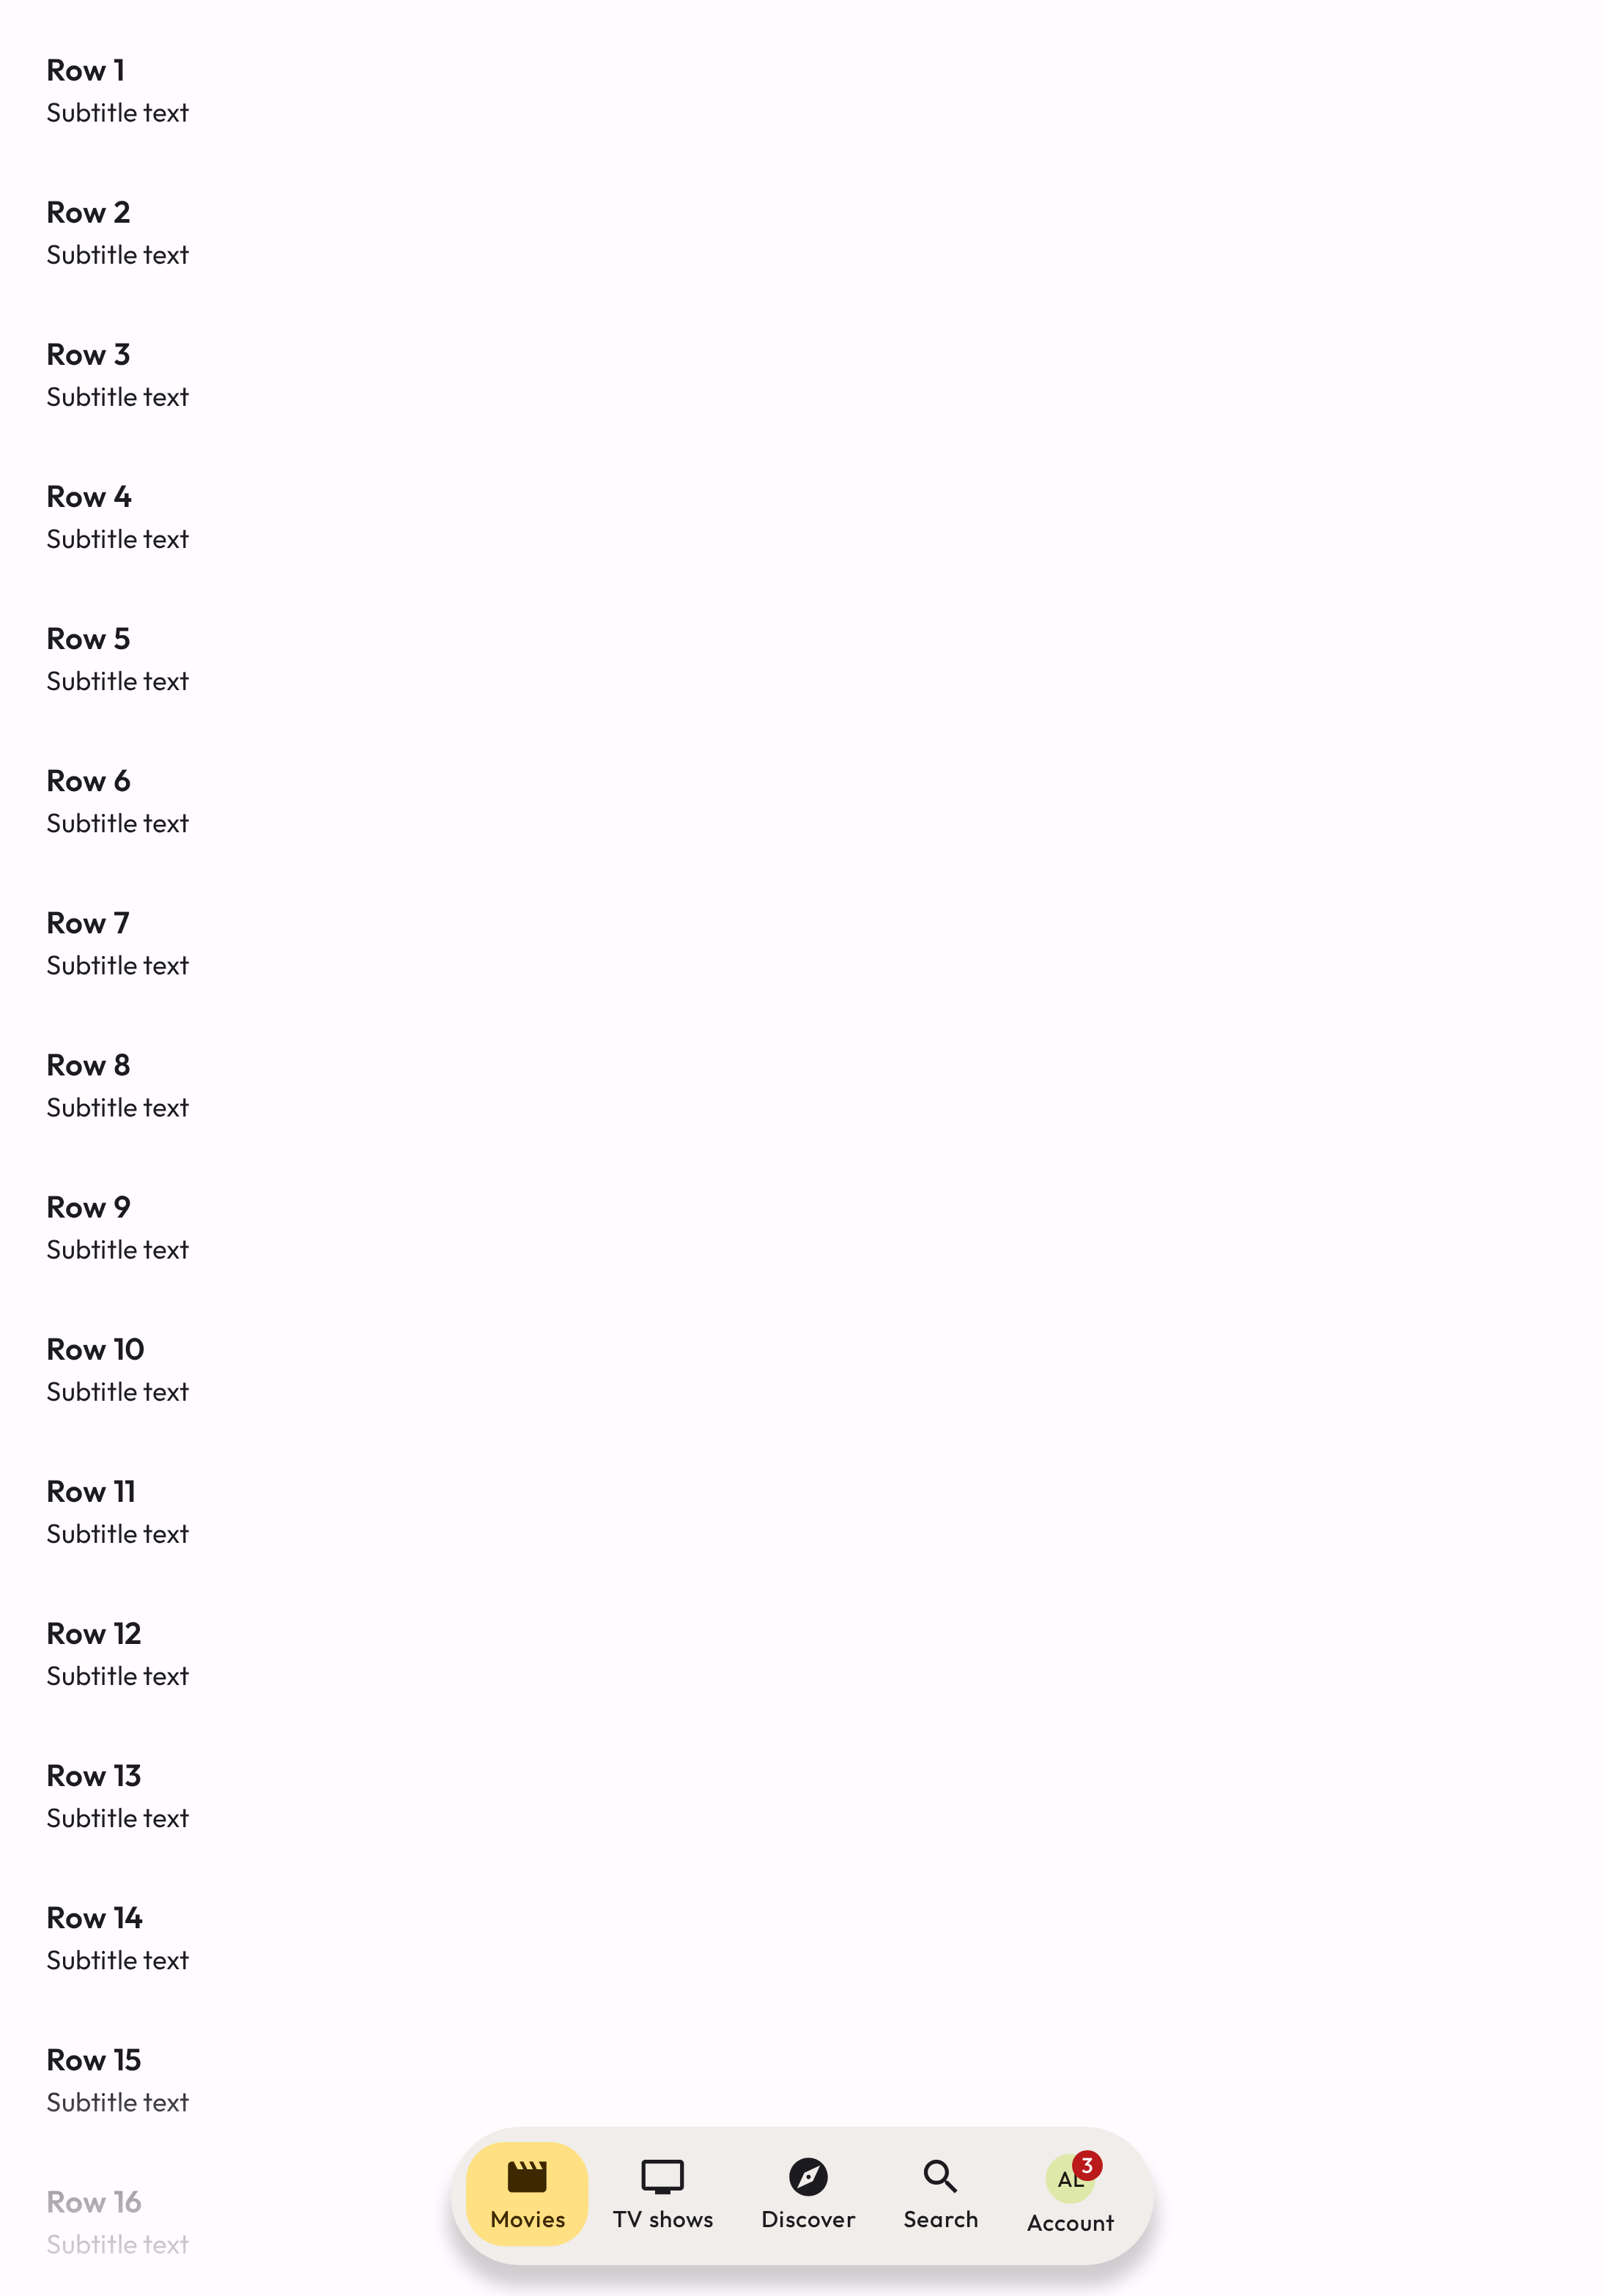 Row 1
Subtitle text
Row 2
Subtitle text
Row 3
Subtitle text
Row 4
Subtitle text
Row 5
Subtitle text
Row 6
Subtitle text
Row 7
Subtitle text
Row 8
Subtitle text
Row 9
Subtitle text
Row 10
Subtitle text
Row 11
Subtitle text
Row 12
Subtitle text
Row 13
Subtitle text
Row 14
Subtitle text
Row 15
Subtitle text
Row 16
Subtitle text
Movies
TV shows
Discover
Search
AL
3
Account